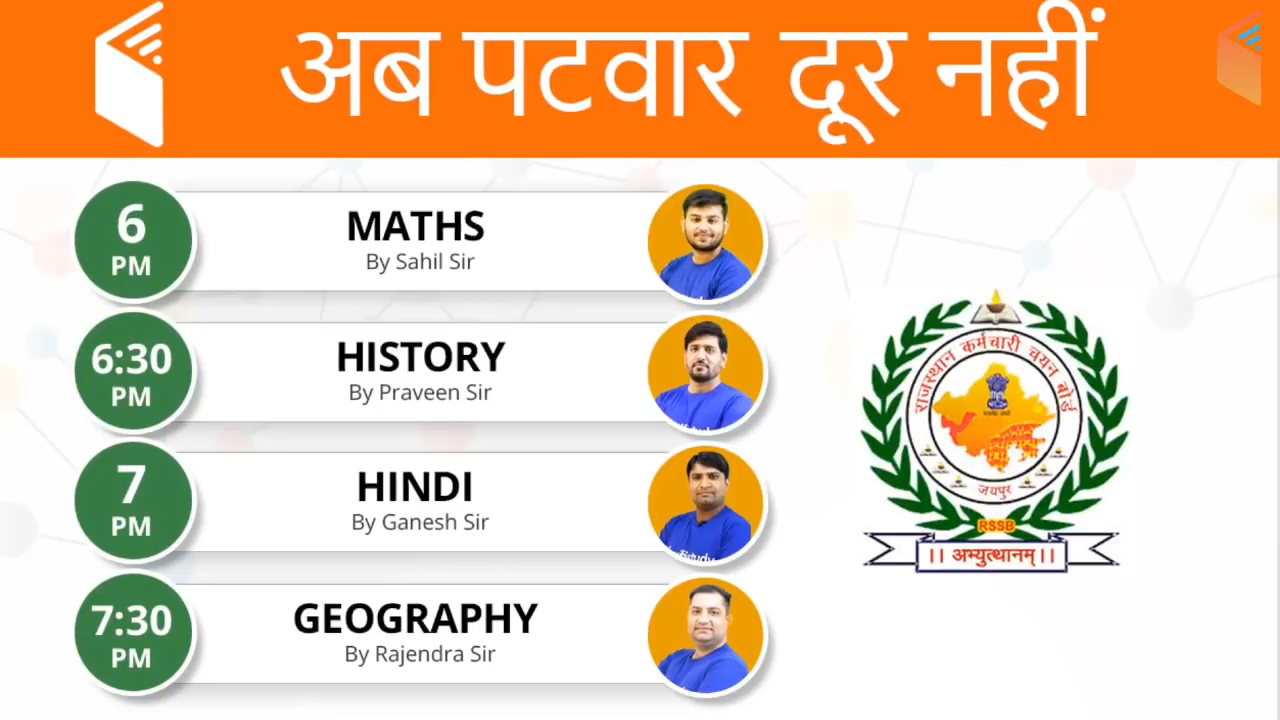 अब पटवार दूर नहीं
6
PM
MATHS
By Sahil Sir
6:30
PM
HISTORY
By Praveen Sir
7
PM
HINDI
By Ganesh Sir
7:30
PM
GEOGRAPHY
By Rajendra Sir
राजस्थान कर्मचारी चयन बोर्ड
जयपुर
RSSB
।। अभ्युत्थानम् ।।